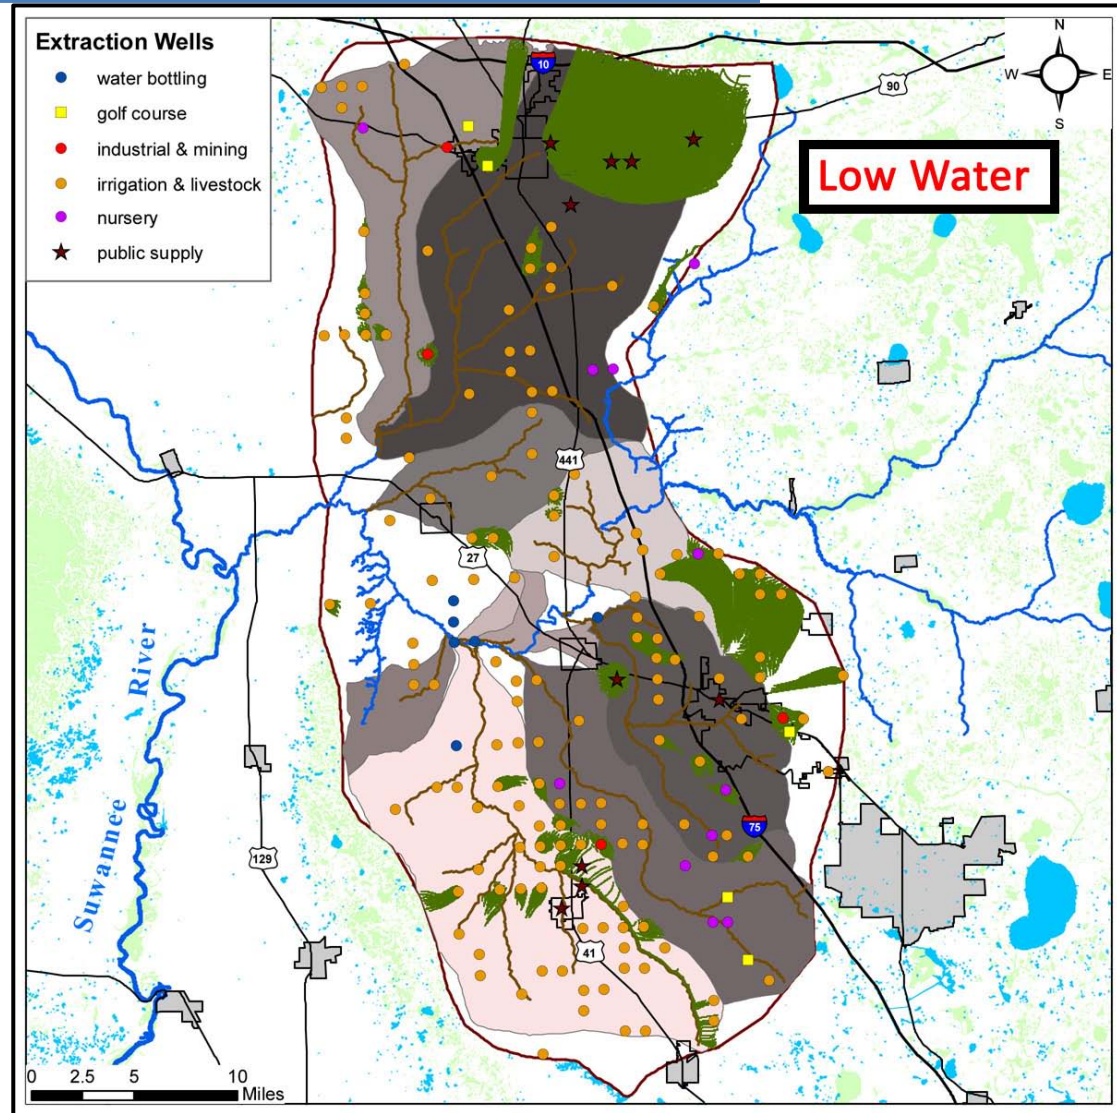 Extraction Wells
water bottling
golf course
industrial & mining
irrigation & livestock
nursery
public supply
10
90
N
W E
S
Low Water
441
27
Suwannee River
129
75
41
0 2.5 5 10
Miles